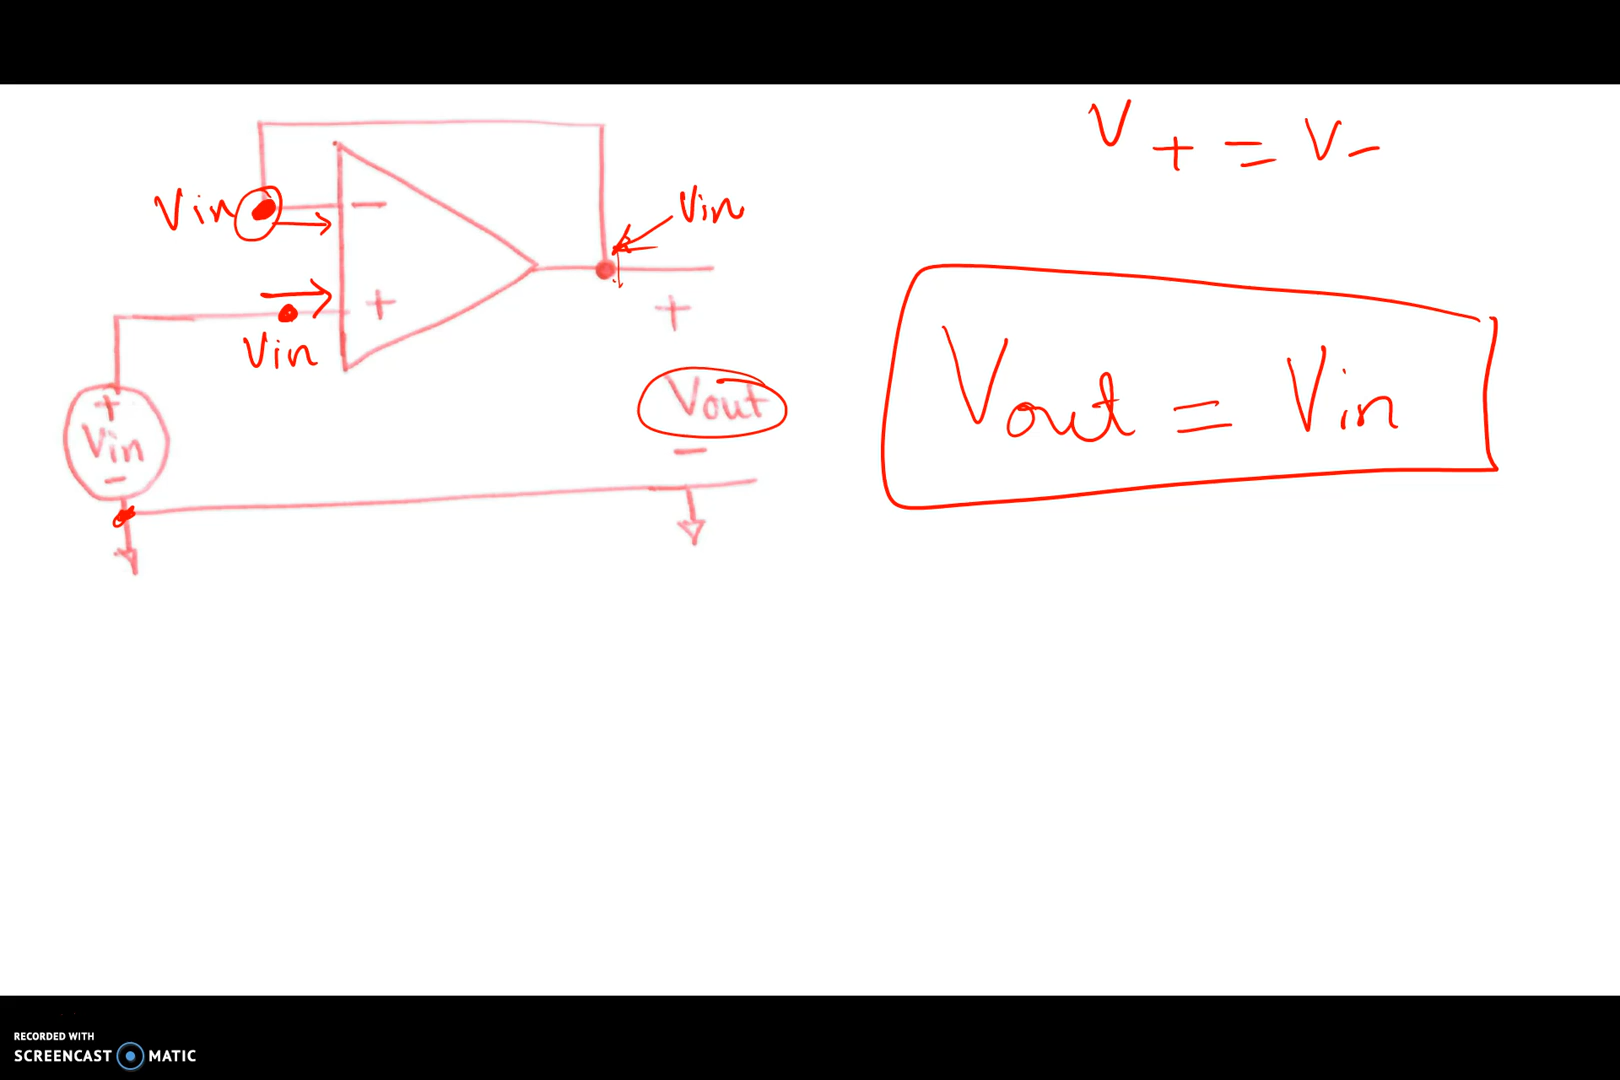 V + = V -
Vin
-
Vin
+
Vin
+
+
Vin
-
Vout
-
Vout = Vin
RECORDED WITH
SCREENCAST MATIC